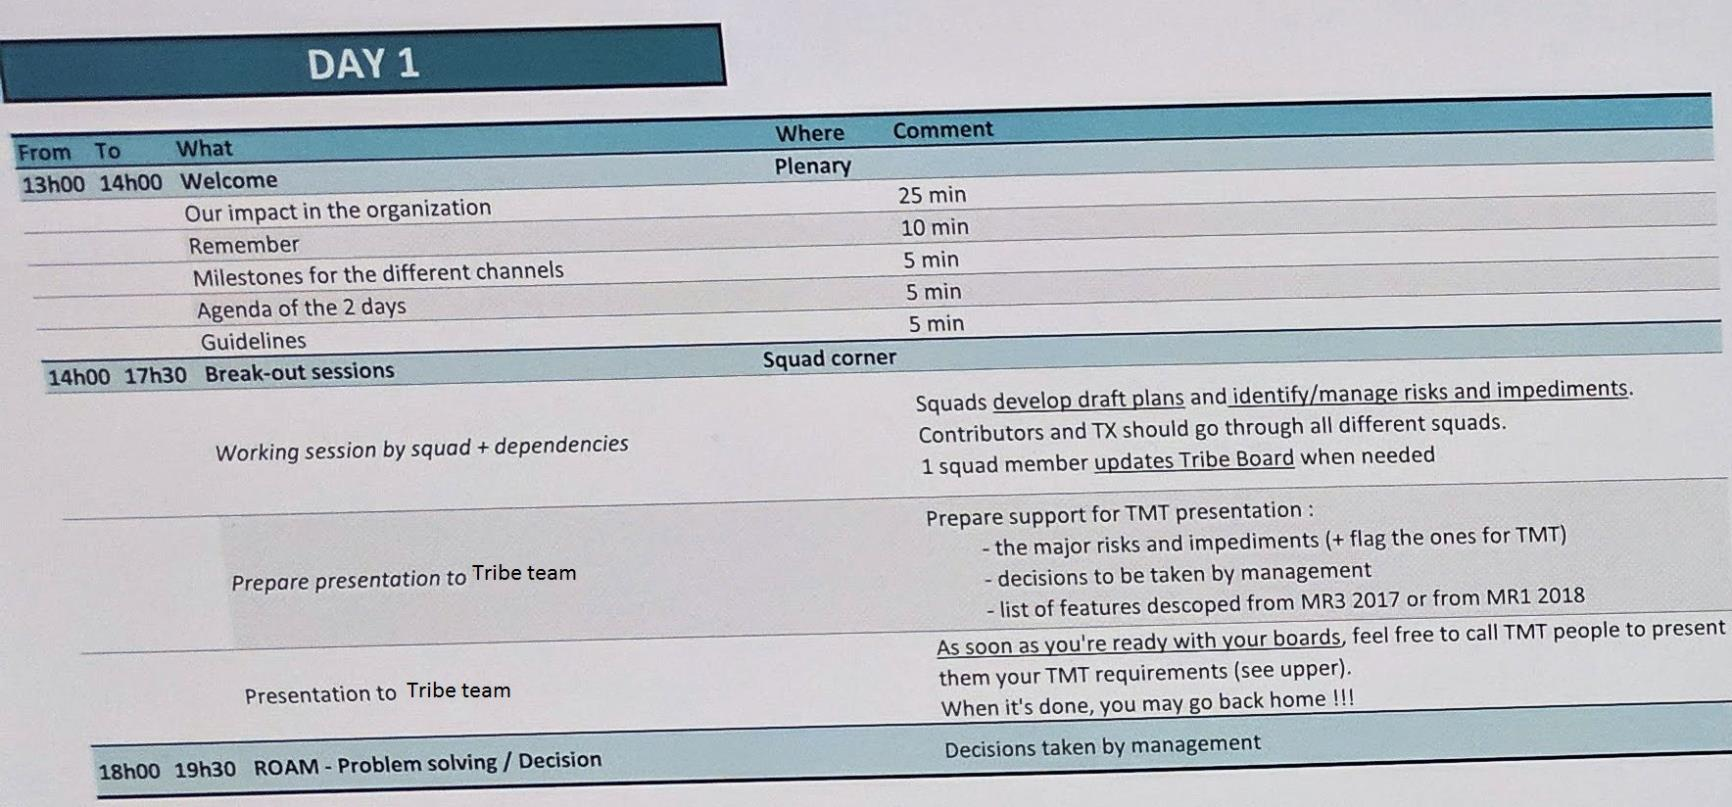 DAY 1
From To What Where Comment
13h00 14h00 Welcome Plenary
Our impact in the organization 25 min
Remember 10 min
Milestones for the different channels 5 min
Agenda of the 2 days 5 min
Guidelines 5 min
14h00 17h30 Break-out sessions Squad corner
Working session by squad + dependencies
Squads develop draft plans and identify/manage risks and impediments.
Contributors and TX should go through all different squads.
1 squad member updates Tribe Board when needed
Prepare presentation to Tribe team
Prepare support for TMT presentation :
- the major risks and impediments (+ flag the ones for TMT)
- decisions to be taken by management
- list of features descoped from MR3 2017 or from MR1 2018
Presentation to Tribe team
As soon as you're ready with your boards, feel free to call TMT people to present
them your TMT requirements (see upper).
When it's done, you may go back home !!!
18h00 19h30 ROAM - Problem solving / Decision Decisions taken by management